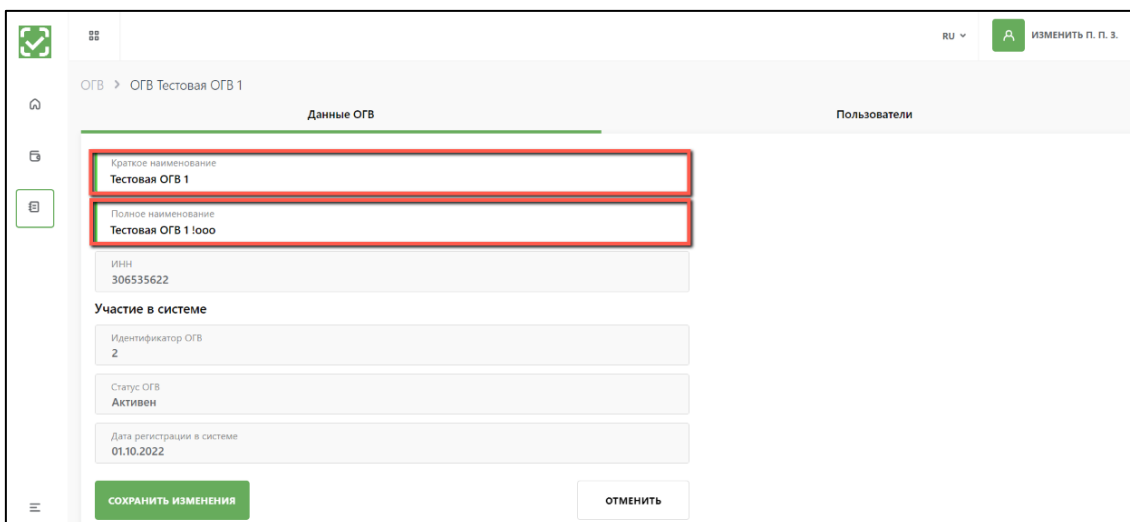 RU
ИЗМЕНИТЬ П. П. З.
ОГВ > ОГВ Тестовая ОГВ 1
Данные ОГВ
Пользователи
Краткое наименование
Тестовая ОГВ 1
Полное наименование
Тестовая ОГВ 1 !ооо
ИНН
306535622
Участие в системе
Идентификатор ОГВ
2
Статус ОГВ
Активен
Дата регистрации в системе
01.10.2022
СОХРАНИТЬ ИЗМЕНЕНИЯ
ОТМЕНИТЬ